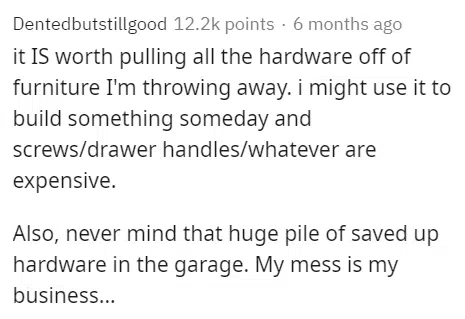 Dentedbutstillgood 12.2k points · 6 months ago
it IS worth pulling all the hardware off of
furniture I'm throwing away. i might use it to
build something someday and
screws/drawer handles/whatever are
expensive.
Also, never mind that huge pile of saved up
hardware in the garage. My mess is my
business...